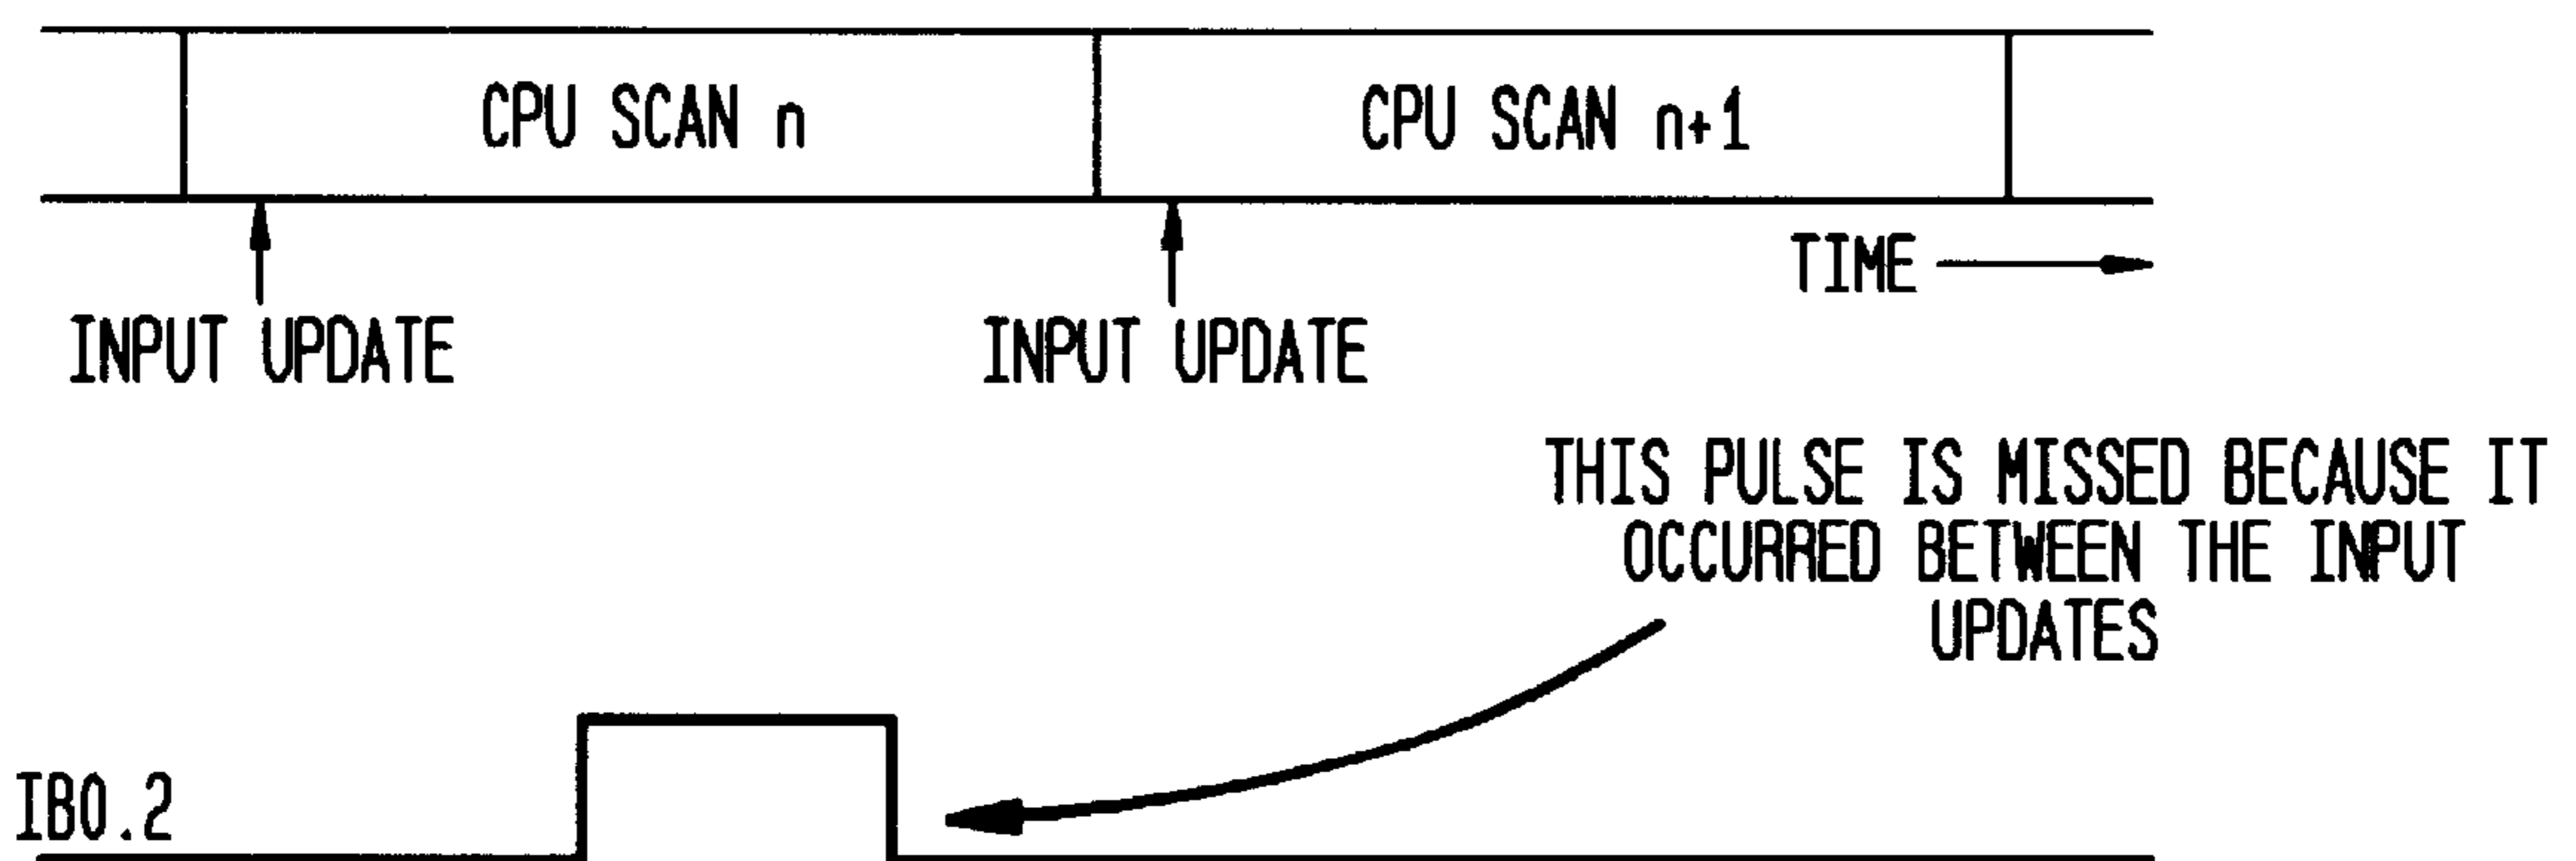 CPU SCAN n
CPU SCAN n+1
TIME
INPUT UPDATE
INPUT UPDATE
THIS PULSE IS MISSED BECAUSE IT
OCCURRED BETWEEN THE INPUT
UPDATES
IB0.2